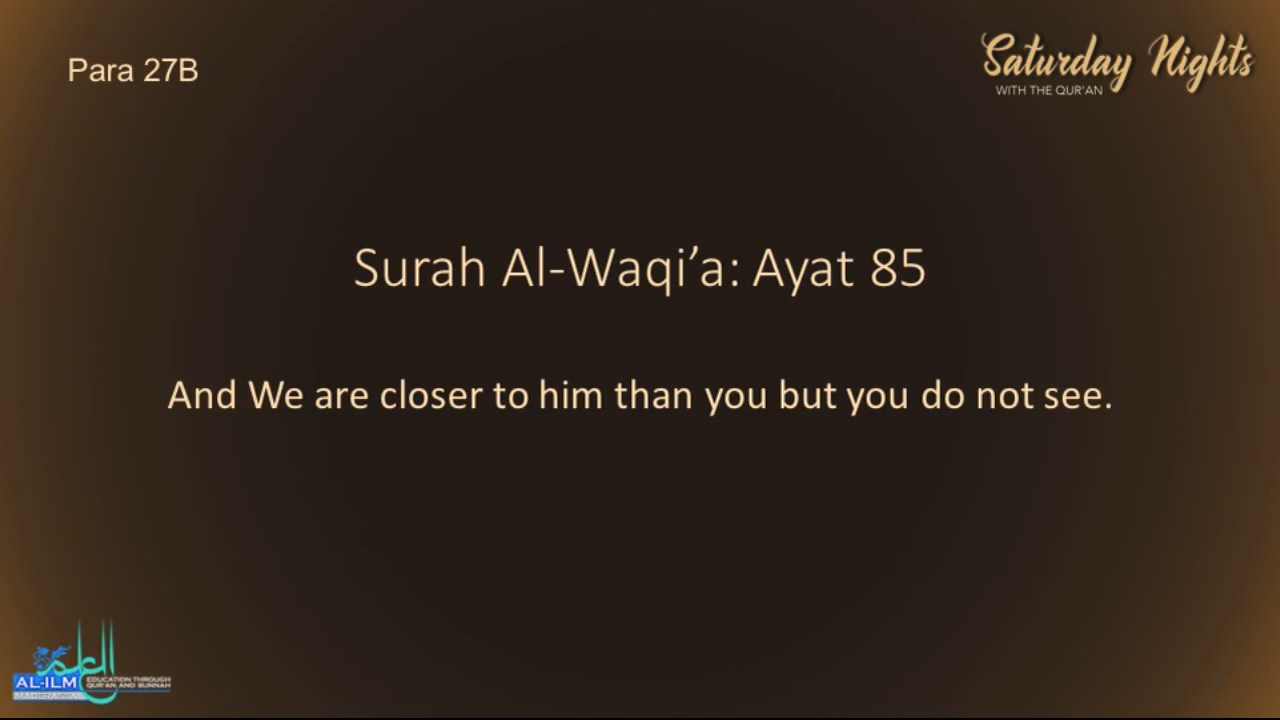 Para 27B
Saturday Nights
WITH THE QUR'AN
Surah Al-Waqi’a: Ayat 85
And We are closer to him than you but you do not see.
العلم
AL-ILM
EDUCATION THROUGH
QUR'AN AND SUNNAH